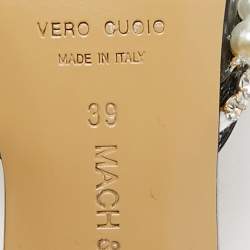 VERO CUOIO
MADE IN ITALY
39
MACH &